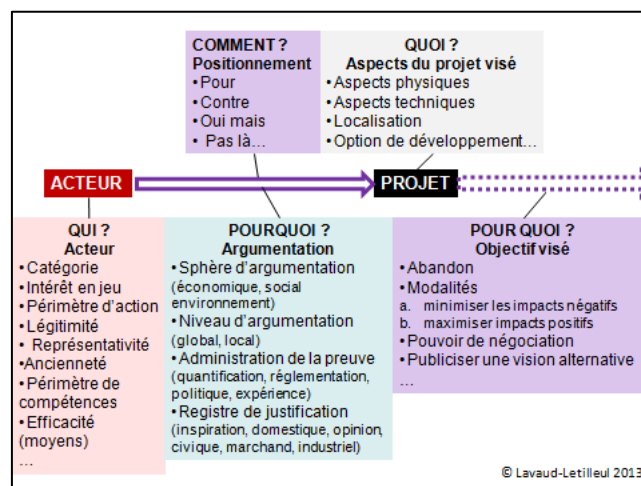 COMMENT ?
Positionnement
• Pour
• Contre
• Oui mais
• Pas là…
QUOI ?
Aspects du projet visé
• Aspects physiques
• Aspects techniques
• Localisation
• Option de développement…
ACTEUR
PROJET
QUI ?
Acteur
• Catégorie
• Intérêt en jeu
• Périmètre d'action
• Légitimité
• Représentativité
• Ancienneté
• Périmètre de
compétences
• Efficacité
(moyens)
…
POURQUOI ?
Argumentation
• Sphère d'argumentation
(économique, social
environnement)
• Niveau d'argumentation
(global, local)
• Administration de la preuve
(quantification, réglementation,
politique, expérience)
• Registre de justification
(inspiration, domestique, opinion,
civique, marchand, industriel)
POUR QUOI ?
Objectif visé
• Abandon
• Modalités
a. minimiser les impacts négatifs
b. maximiser impacts positifs
• Pouvoir de négociation
• Publiciser une vision alternative
…
© Lavaud-Letilleul 2013